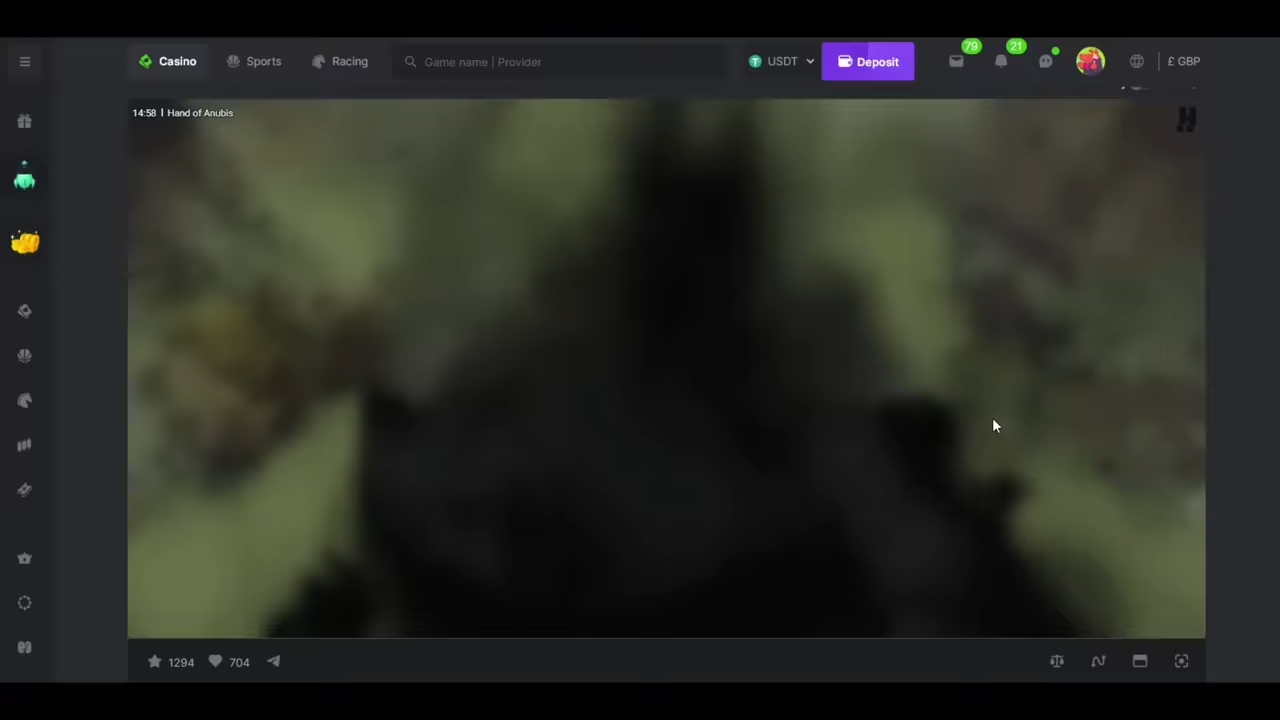 Casino
Sports
Racing
Game name | Provider
USDT
Deposit
79
21
£ GBP
14:58 | Hand of Anubis
1294
704